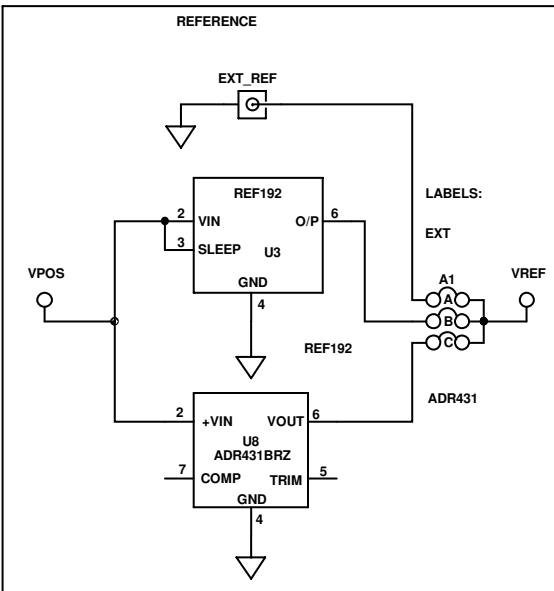 REFERENCE
EXT_REF
REF192
2 VIN O/P 6
3 SLEEP U3
GND
4
LABELS:
EXT
VPOS
A1
VREF
A
B
C
REF192
ADR431
2 +VIN VOUT 6
U8
ADR431BRZ
7 COMP TRIM 5
GND
4